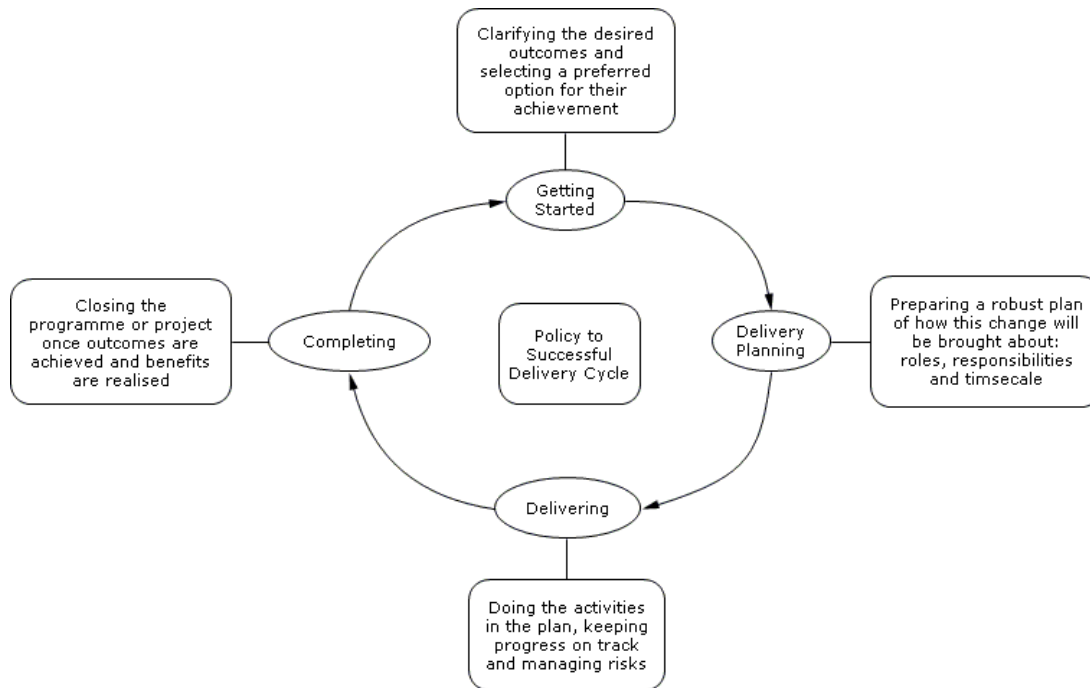 Clarifying the desired
outcomes and
selecting a preferred
option for their
achievement
Getting
Started
Closing the
programme or project
once outcomes are
achieved and benefits
are realised
Completing
Policy to
Successful
Delivery Cycle
Delivery
Planning
Preparing a robust plan
of how this change will
be brought about:
roles, responsibilities
and timsecale
Delivering
Doing the activities
in the plan, keeping
progress on track
and managing risks